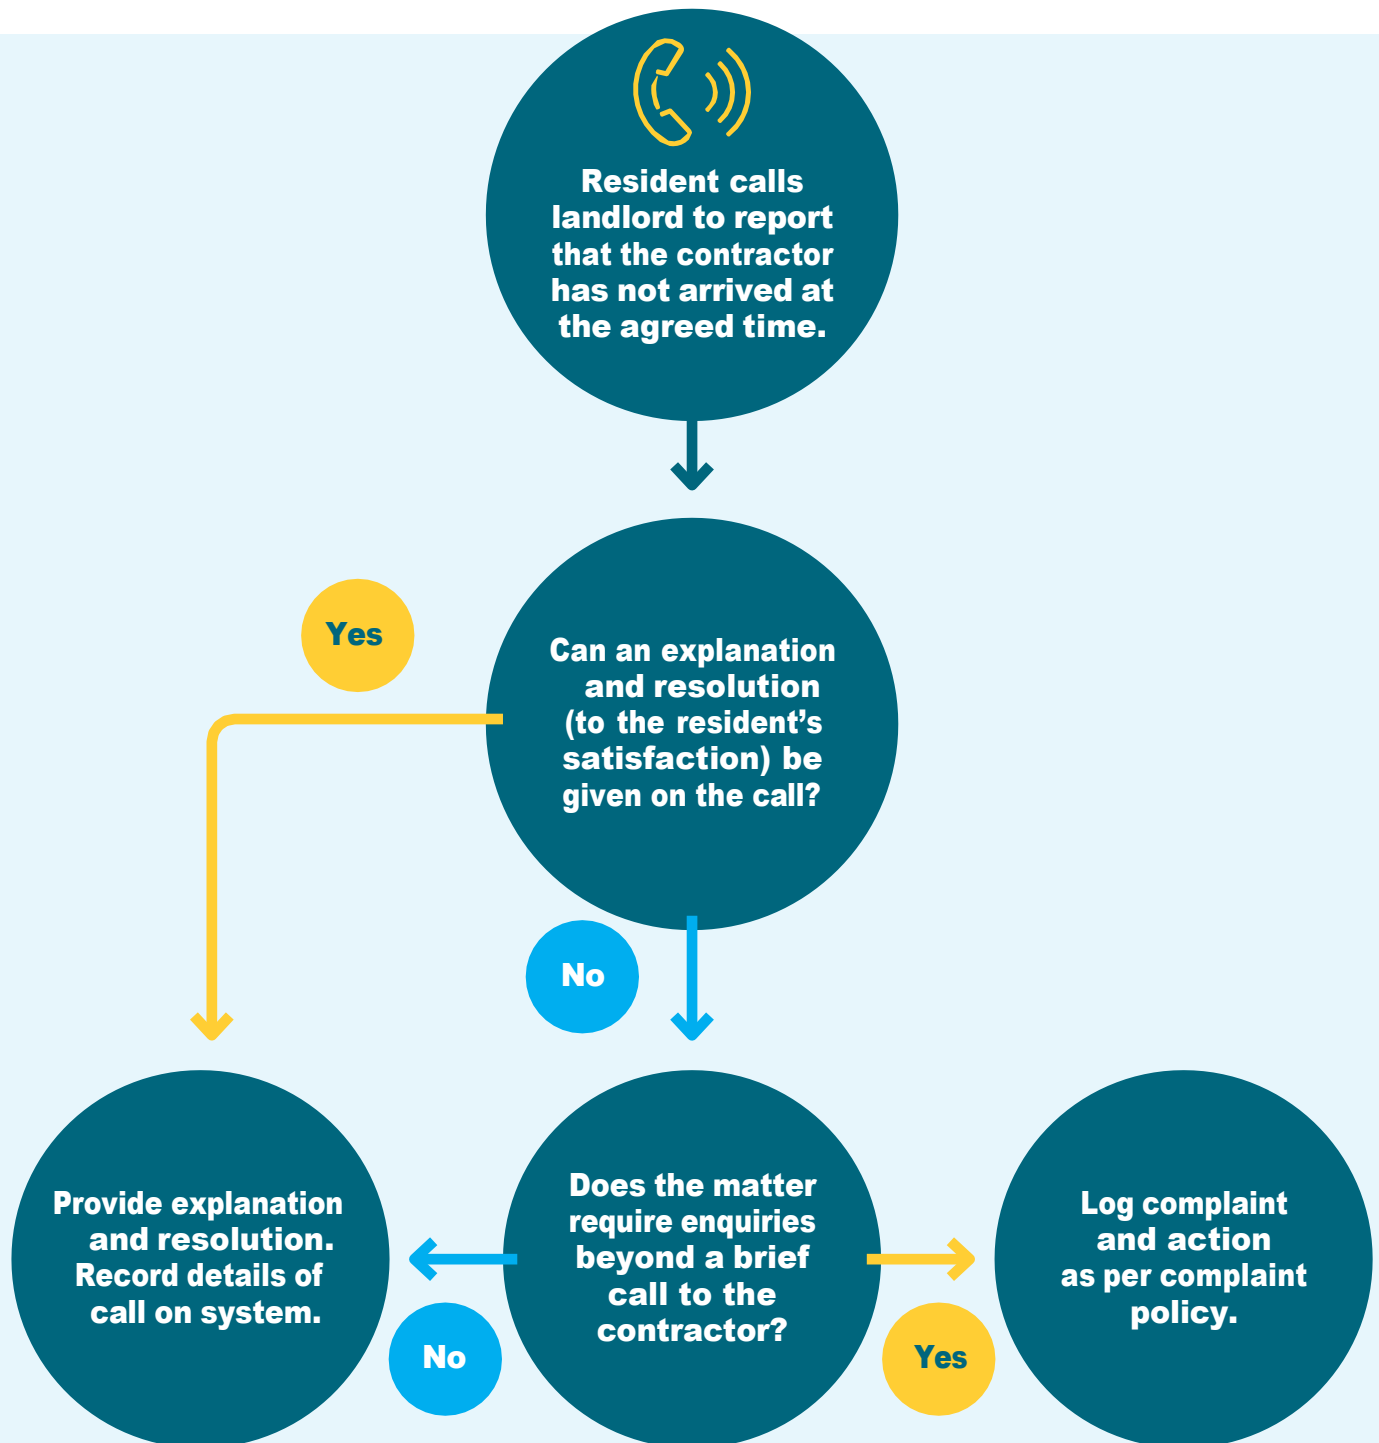 Resident calls
landlord to report
that the contractor
has not arrived at
the agreed time.
Yes
Can an explanation
and resolution
(to the resident’s
satisfaction) be
given on the call?
No
Provide explanation
and resolution.
Record details of
call on system.
No
Does the matter
require enquiries
beyond a brief
call to the
contractor?
Yes
Log complaint
and action
as per complaint
policy.